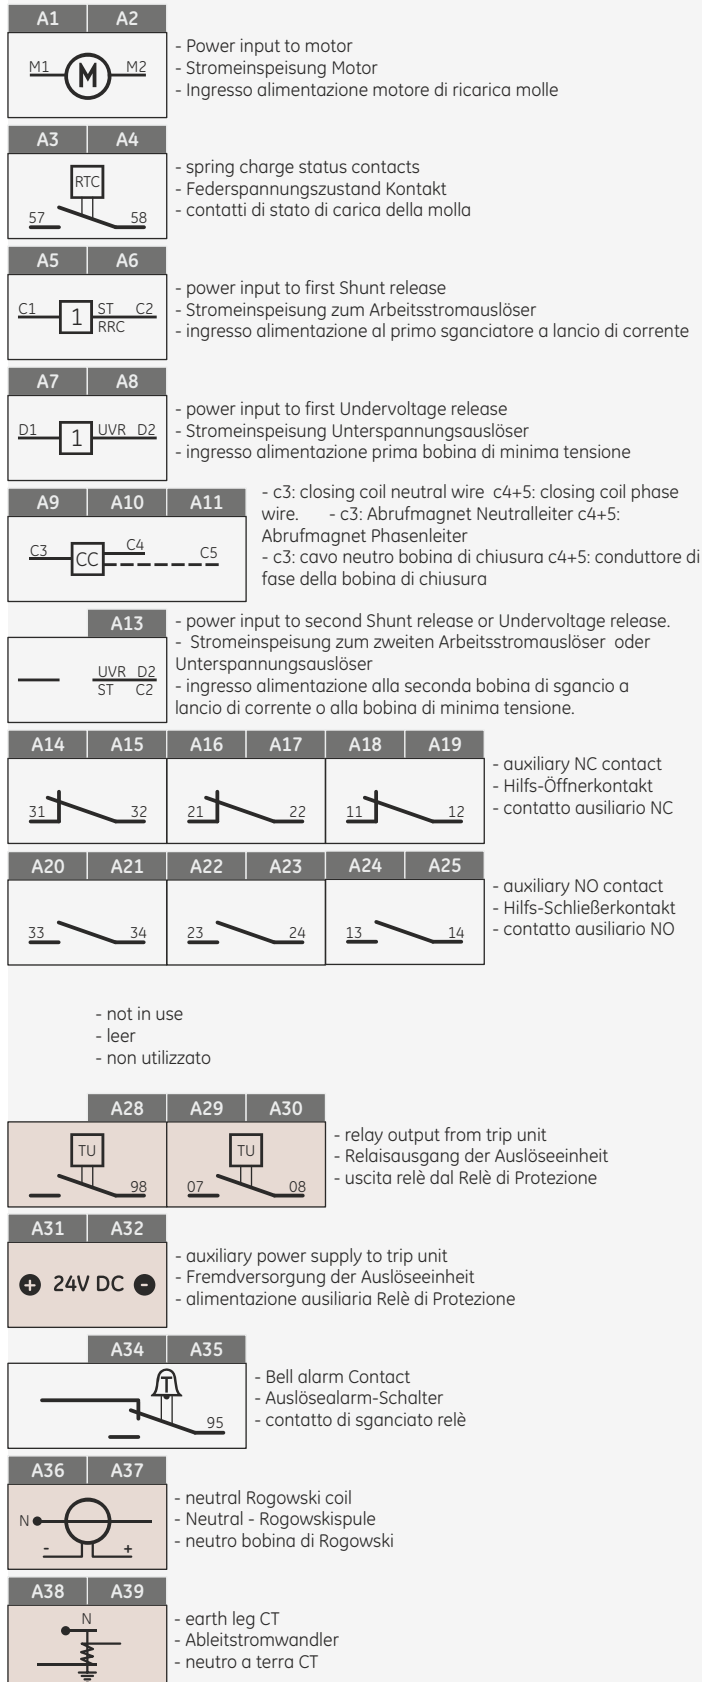 A1 A2
M1 M M2
- Power input to motor
- Stromeinspeisung Motor
- Ingresso alimentazione motore di ricarica molle
A3 A4
RTC
57 58
- spring charge status contacts
- Federspannungszustand Kontakt
- contatti di stato di carica della molla
A5 A6
C1 1 ST C2
RRC
- power input to first Shunt release
- Stromeinspeisung zum Arbeitsstromauslöser
- ingresso alimentazione al primo sganciatore a lancio di corrente
A7 A8
D1 1 UVR D2
- power input to first Undervoltage release
- Stromeinspeisung Unterspannungsauslöser
- ingresso alimentazione prima bobina di minima tensione
A9 A10 A11
C3 CC C4 C5
- c3: closing coil neutral wire c4+5: closing coil phase
wire. - c3: Abrufmagnet Neutralleiter c4+5:
Abrufmagnet Phasenleiter
- c3: cavo neutro bobina di chiusura c4+5: conduttore di
fase della bobina di chiusura
A13
UVR D2
ST C2
- power input to second Shunt release or Undervoltage release.
- Stromeinspeisung zum zweiten Arbeitsstromauslöser oder
Unterspannungsauslöser
- ingresso alimentazione alla seconda bobina di sgancio a
lancio di corrente o alla bobina di minima tensione.
A14 A15 A16 A17 A18 A19
31 32 21 22 11 12
- auxiliary NC contact
- Hilfs-Öffnerkontakt
- contatto ausiliario NC
A20 A21 A22 A23 A24 A25
33 34 23 24 13 14
- auxiliary NO contact
- Hilfs-Schließerkontakt
- contatto ausiliario NO
- not in use
- leer
- non utilizzato
A28 A29 A30
TU TU
98 07 08
- relay output from trip unit
- Relaisausgang der Auslöseeinheit
- uscita relè dal Relè di Protezione
A31 A32
+ 24V DC -
- auxiliary power supply to trip unit
- Fremdversorgung der Auslöseeinheit
- alimentazione ausiliaria Relè di Protezione
A34 A35
T
95
- Bell alarm Contact
- Auslösealarm-Schalter
- contatto di sganciato relè
A36 A37
N
- +
- neutral Rogowski coil
- Neutral - Rogowskispule
- neutro bobina di Rogowski
A38 A39
N
- earth leg CT
- Ableitstromwandler
- neutro a terra CT